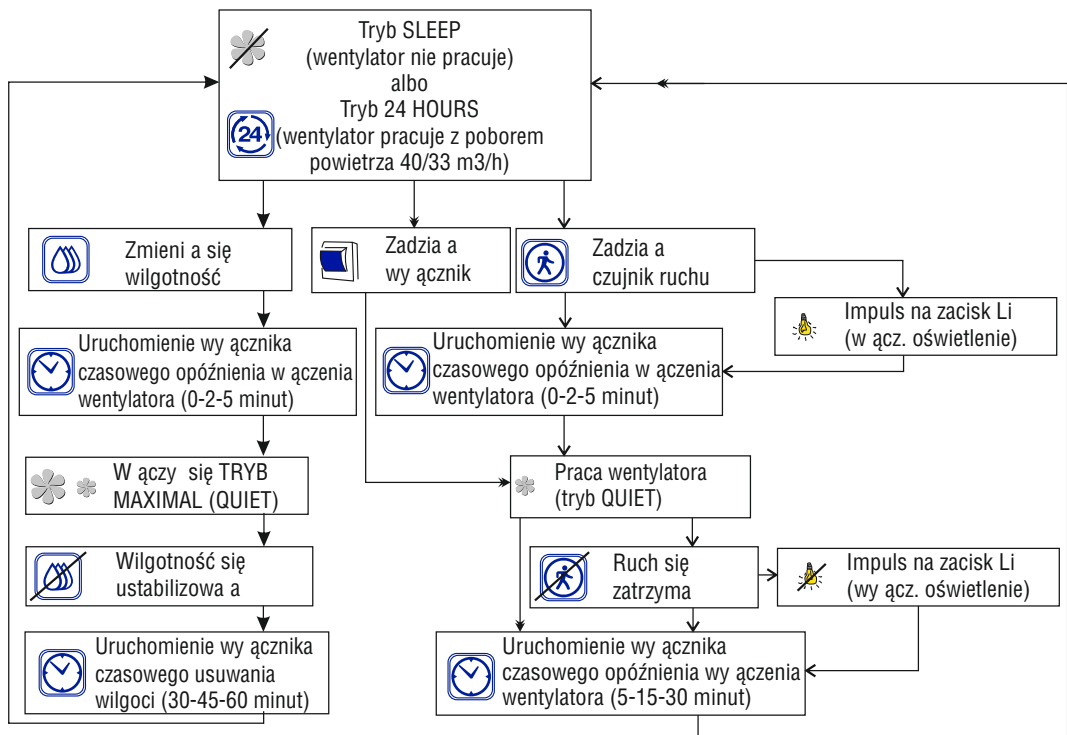 Tryb SLEEP
(wentylator nie pracuje)
albo
Tryb 24 HOURS
24
(wentylator pracuje z poborem
powietrza 40/33 m3/h)
Zmieni a się
wilgotność
Zadzia a
wy ącznik
Zadzia a
czujnik ruchu
Impuls na zacisk Li
(w ącz. oświetlenie)
Uruchomienie wy ącznika
czasowego opóźnienia w ączenia
wentylatora (0-2-5 minut)
Uruchomienie wy ącznika
czasowego opóźnienia w ączenia
wentylatora (0-2-5 minut)
W ączy się TRYB
MAXIMAL (QUIET)
Praca wentylatora
(tryb QUIET)
Wilgotność się
ustabilizowa a
Ruch się
zatrzyma
Impuls na zacisk Li
(wy ącz. oświetlenie)
Uruchomienie wy ącznika
czasowego usuwania
wilgoci (30-45-60 minut)
Uruchomienie wy ącznika
czasowego opóźnienia wy ączenia
wentylatora (5-15-30 minut)